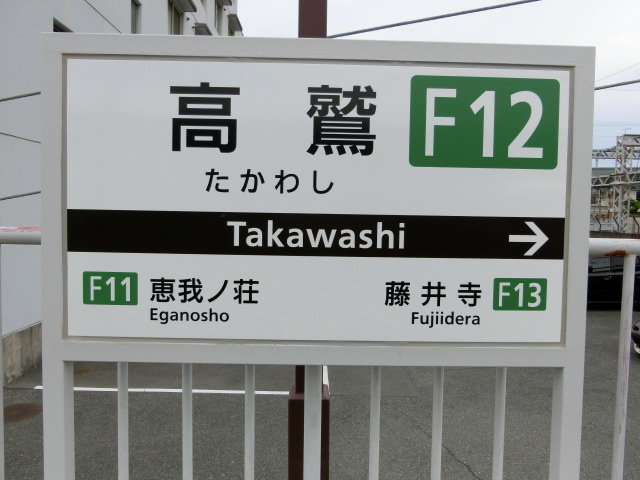 高鷲 F12
たかわし
Takawashi →
F11 恵我ノ荘 藤井寺 F13
Eganosho Fujiidera